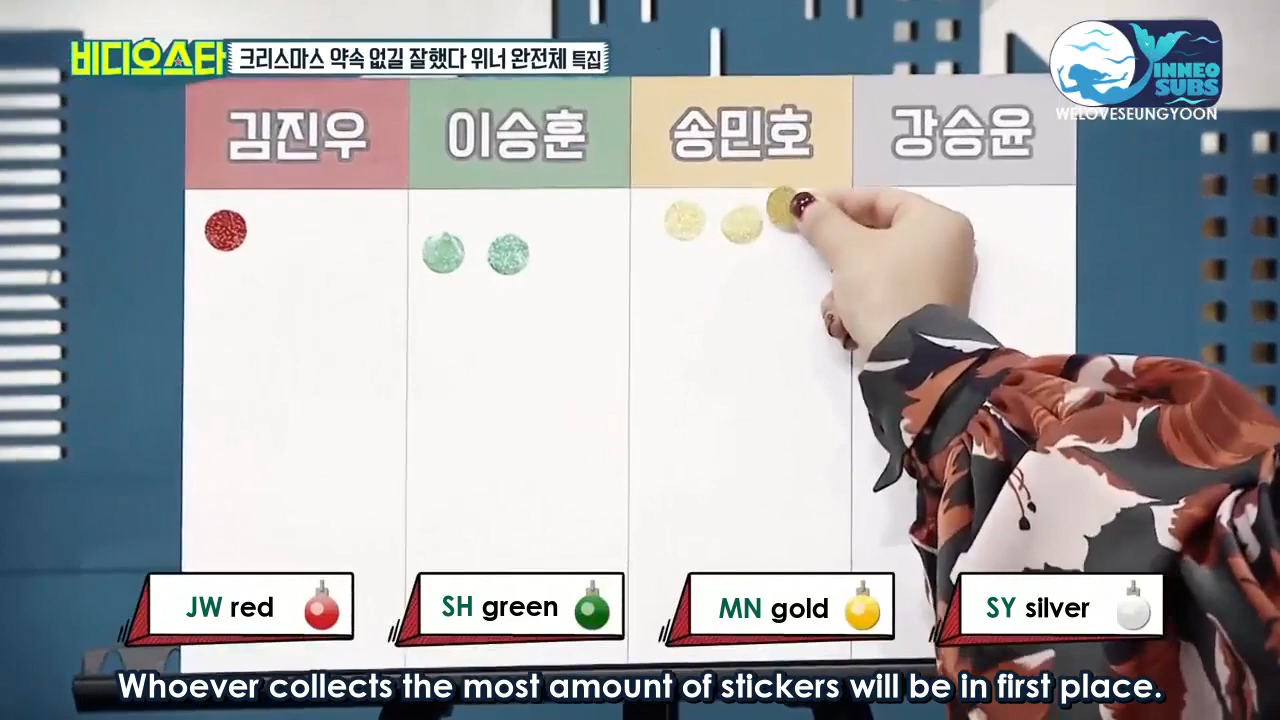 비디오스타 크리스마스 약속 없길 잘했다 위너 완전체 특집
INNEO
SUBS
WELOVESEUNGYOON
김진우 이승훈 송민호 강승윤
JW red SH green MN gold SY silver
Whoever collects the most amount of stickers will be in first place.